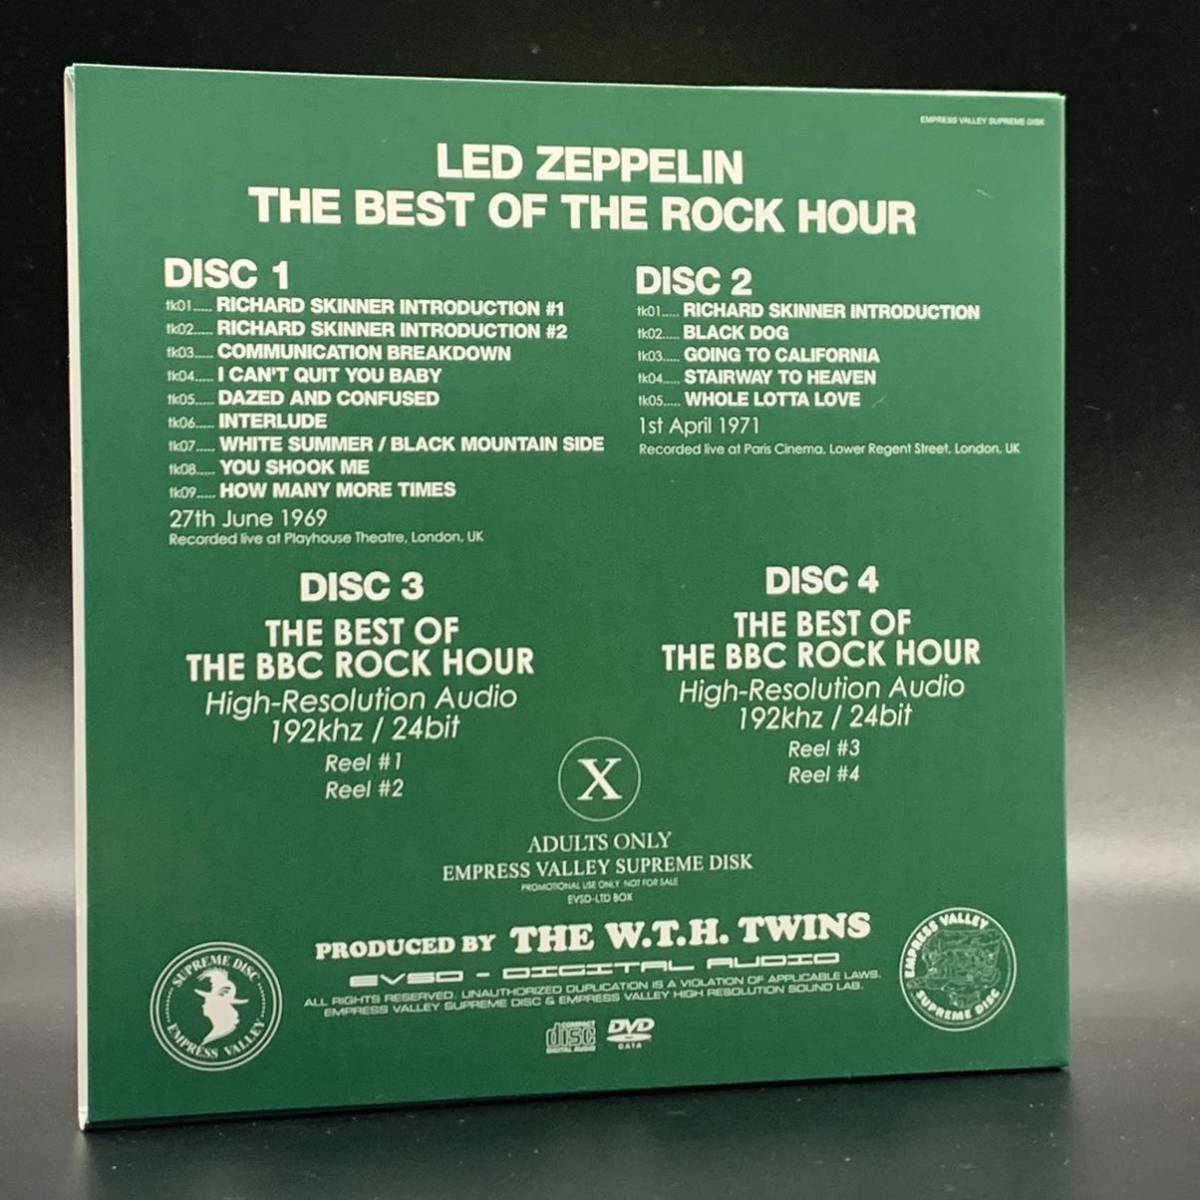 EMPRESS VALLEY SUPREME DISK
LED ZEPPELIN
THE BEST OF THE ROCK HOUR
DISC 1
tk01..... RICHARD SKINNER INTRODUCTION #1
tk02..... RICHARD SKINNER INTRODUCTION #2
tk03..... COMMUNICATION BREAKDOWN
tk04..... I CAN'T QUIT YOU BABY
tk05..... DAZED AND CONFUSED
tk06..... INTERLUDE
tk07..... WHITE SUMMER / BLACK MOUNTAIN SIDE
tk08..... YOU SHOOK ME
tk09..... HOW MANY MORE TIMES
27th June 1969
Recorded live at Playhouse Theatre, London, UK
DISC 2
tk01..... RICHARD SKINNER INTRODUCTION
tk02..... BLACK DOG
tk03..... GOING TO CALIFORNIA
tk04..... STAIRWAY TO HEAVEN
tk05..... WHOLE LOTTA LOVE
1st April 1971
Recorded live at Paris Cinema, Lower Regent Street, London, UK
DISC 3
THE BEST OF
THE BBC ROCK HOUR
High-Resolution Audio
192khz / 24bit
Reel #1
Reel #2
DISC 4
THE BEST OF
THE BBC ROCK HOUR
High-Resolution Audio
192khz / 24bit
Reel #3
Reel #4
X
ADULTS ONLY
EMPRESS VALLEY SUPREME DISK
PROMOTIONAL USE ONLY NOT FOR SALE
EVSD-LTD BOX
PRODUCED BY THE W.T.H. TWINS
EVSD - DIGITAL AUDIO
ALL RIGHTS RESERVED. UNAUTHORIZED DUPLICATION IS A VIOLATION OF APPLICABLE LAWS.
EMPRESS VALLEY SUPREME DISC & EMPRESS VALLEY HIGH RESOLUTION SOUND LAB.
SUPREME DISC
EMPRESS VALLEY
EMPRESS VALLEY
SUPREME DISC
COMPACT
disc
DIGITAL AUDIO
DVD
DATA